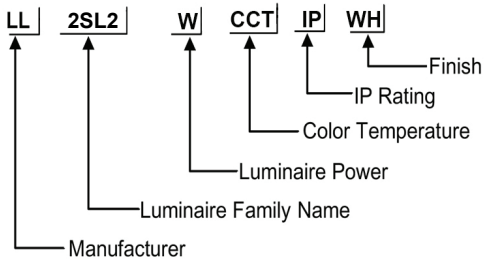 LL 2SL2 W CCT IP WH
Finish
IP Rating
Color Temperature
Luminaire Power
Luminaire Family Name
Manufacturer